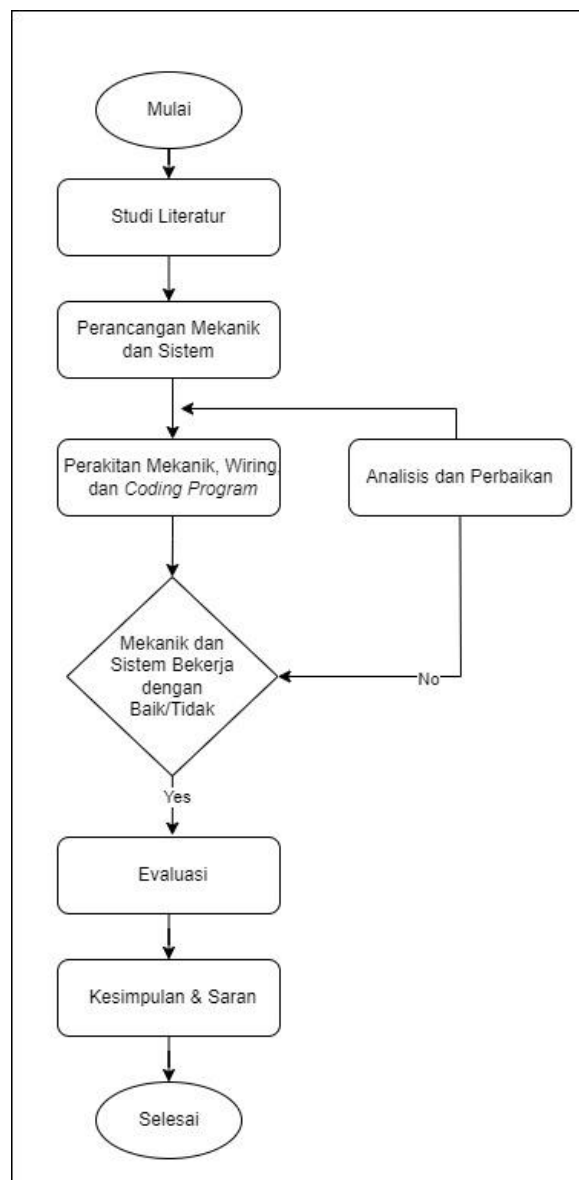 Mulai
Studi Literatur
Perancangan Mekanik
dan Sistem
Perakitan Mekanik, Wiring,
dan Coding Program
Analisis dan Perbaikan
Mekanik dan
Sistem Bekerja
dengan
Baik/Tidak
No
Yes
Evaluasi
Kesimpulan & Saran
Selesai